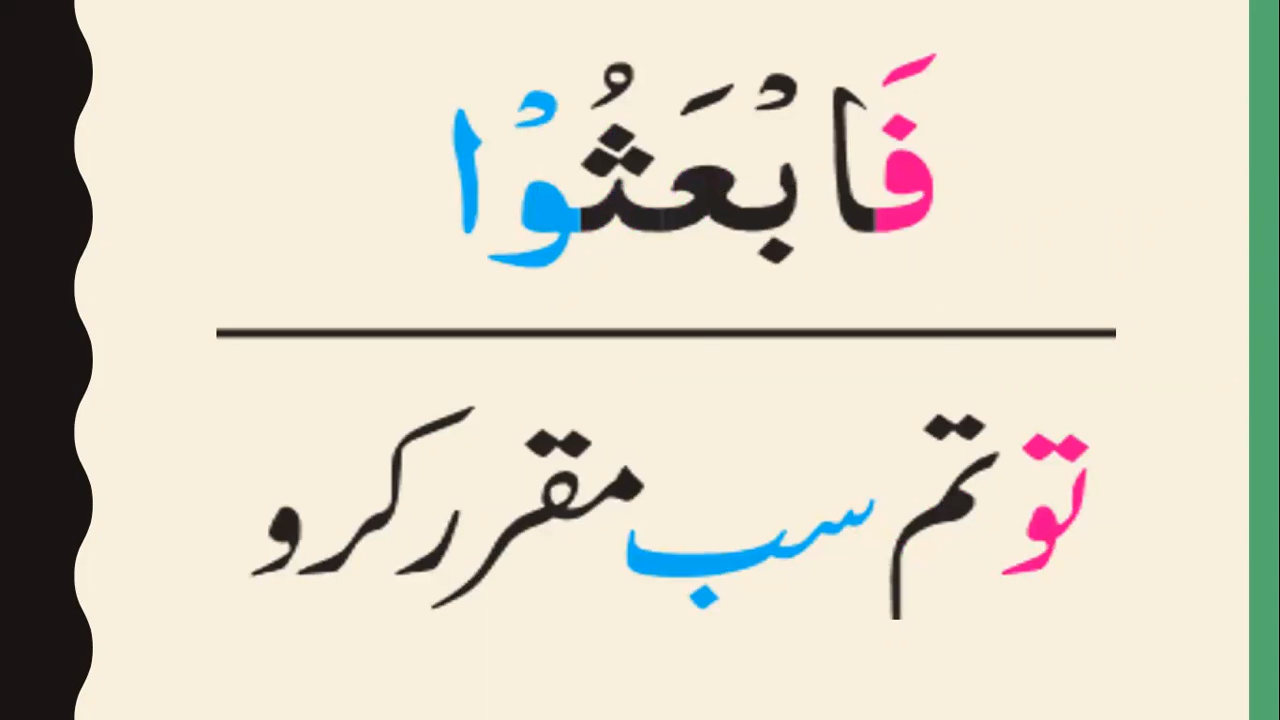 فَابْعَثُوْا
تو تم سب مقرر کرو